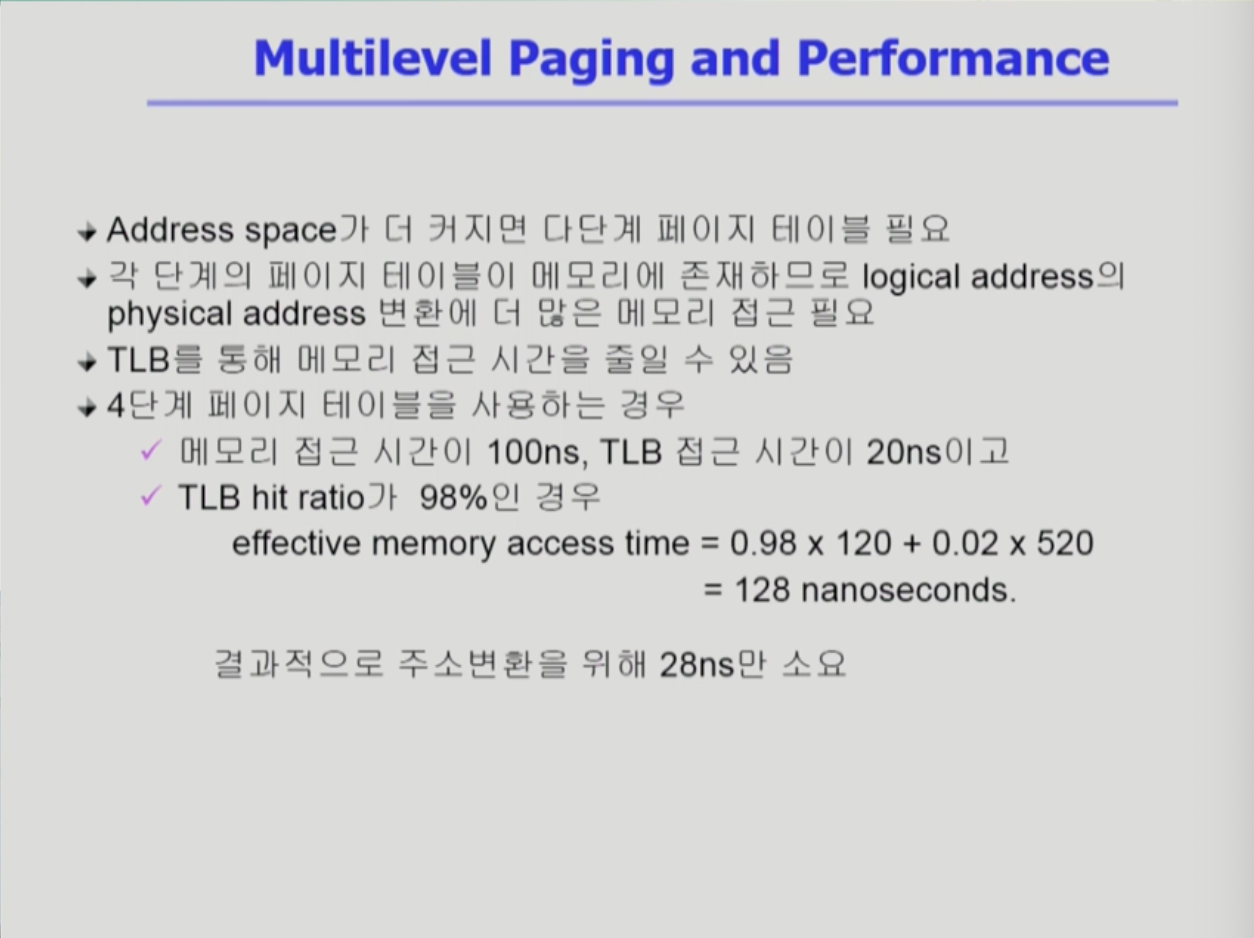 Multilevel Paging and Performance
Address space가 더 커지면 다단계 페이지 테이블 필요
각 단계의 페이지 테이블이 메모리에 존재하므로 logical address의
physical address 변환에 더 많은 메모리 접근 필요
TLB를 통해 메모리 접근 시간을 줄일 수 있음
4단계 페이지 테이블을 사용하는 경우
✓ 메모리 접근 시간이 100ns, TLB 접근 시간이 20ns이고
✓ TLB hit ratio가 98%인 경우
effective memory access time = 0.98 x 120 + 0.02 x 520
= 128 nanoseconds.
결과적으로 주소변환을 위해 28ns만 소요